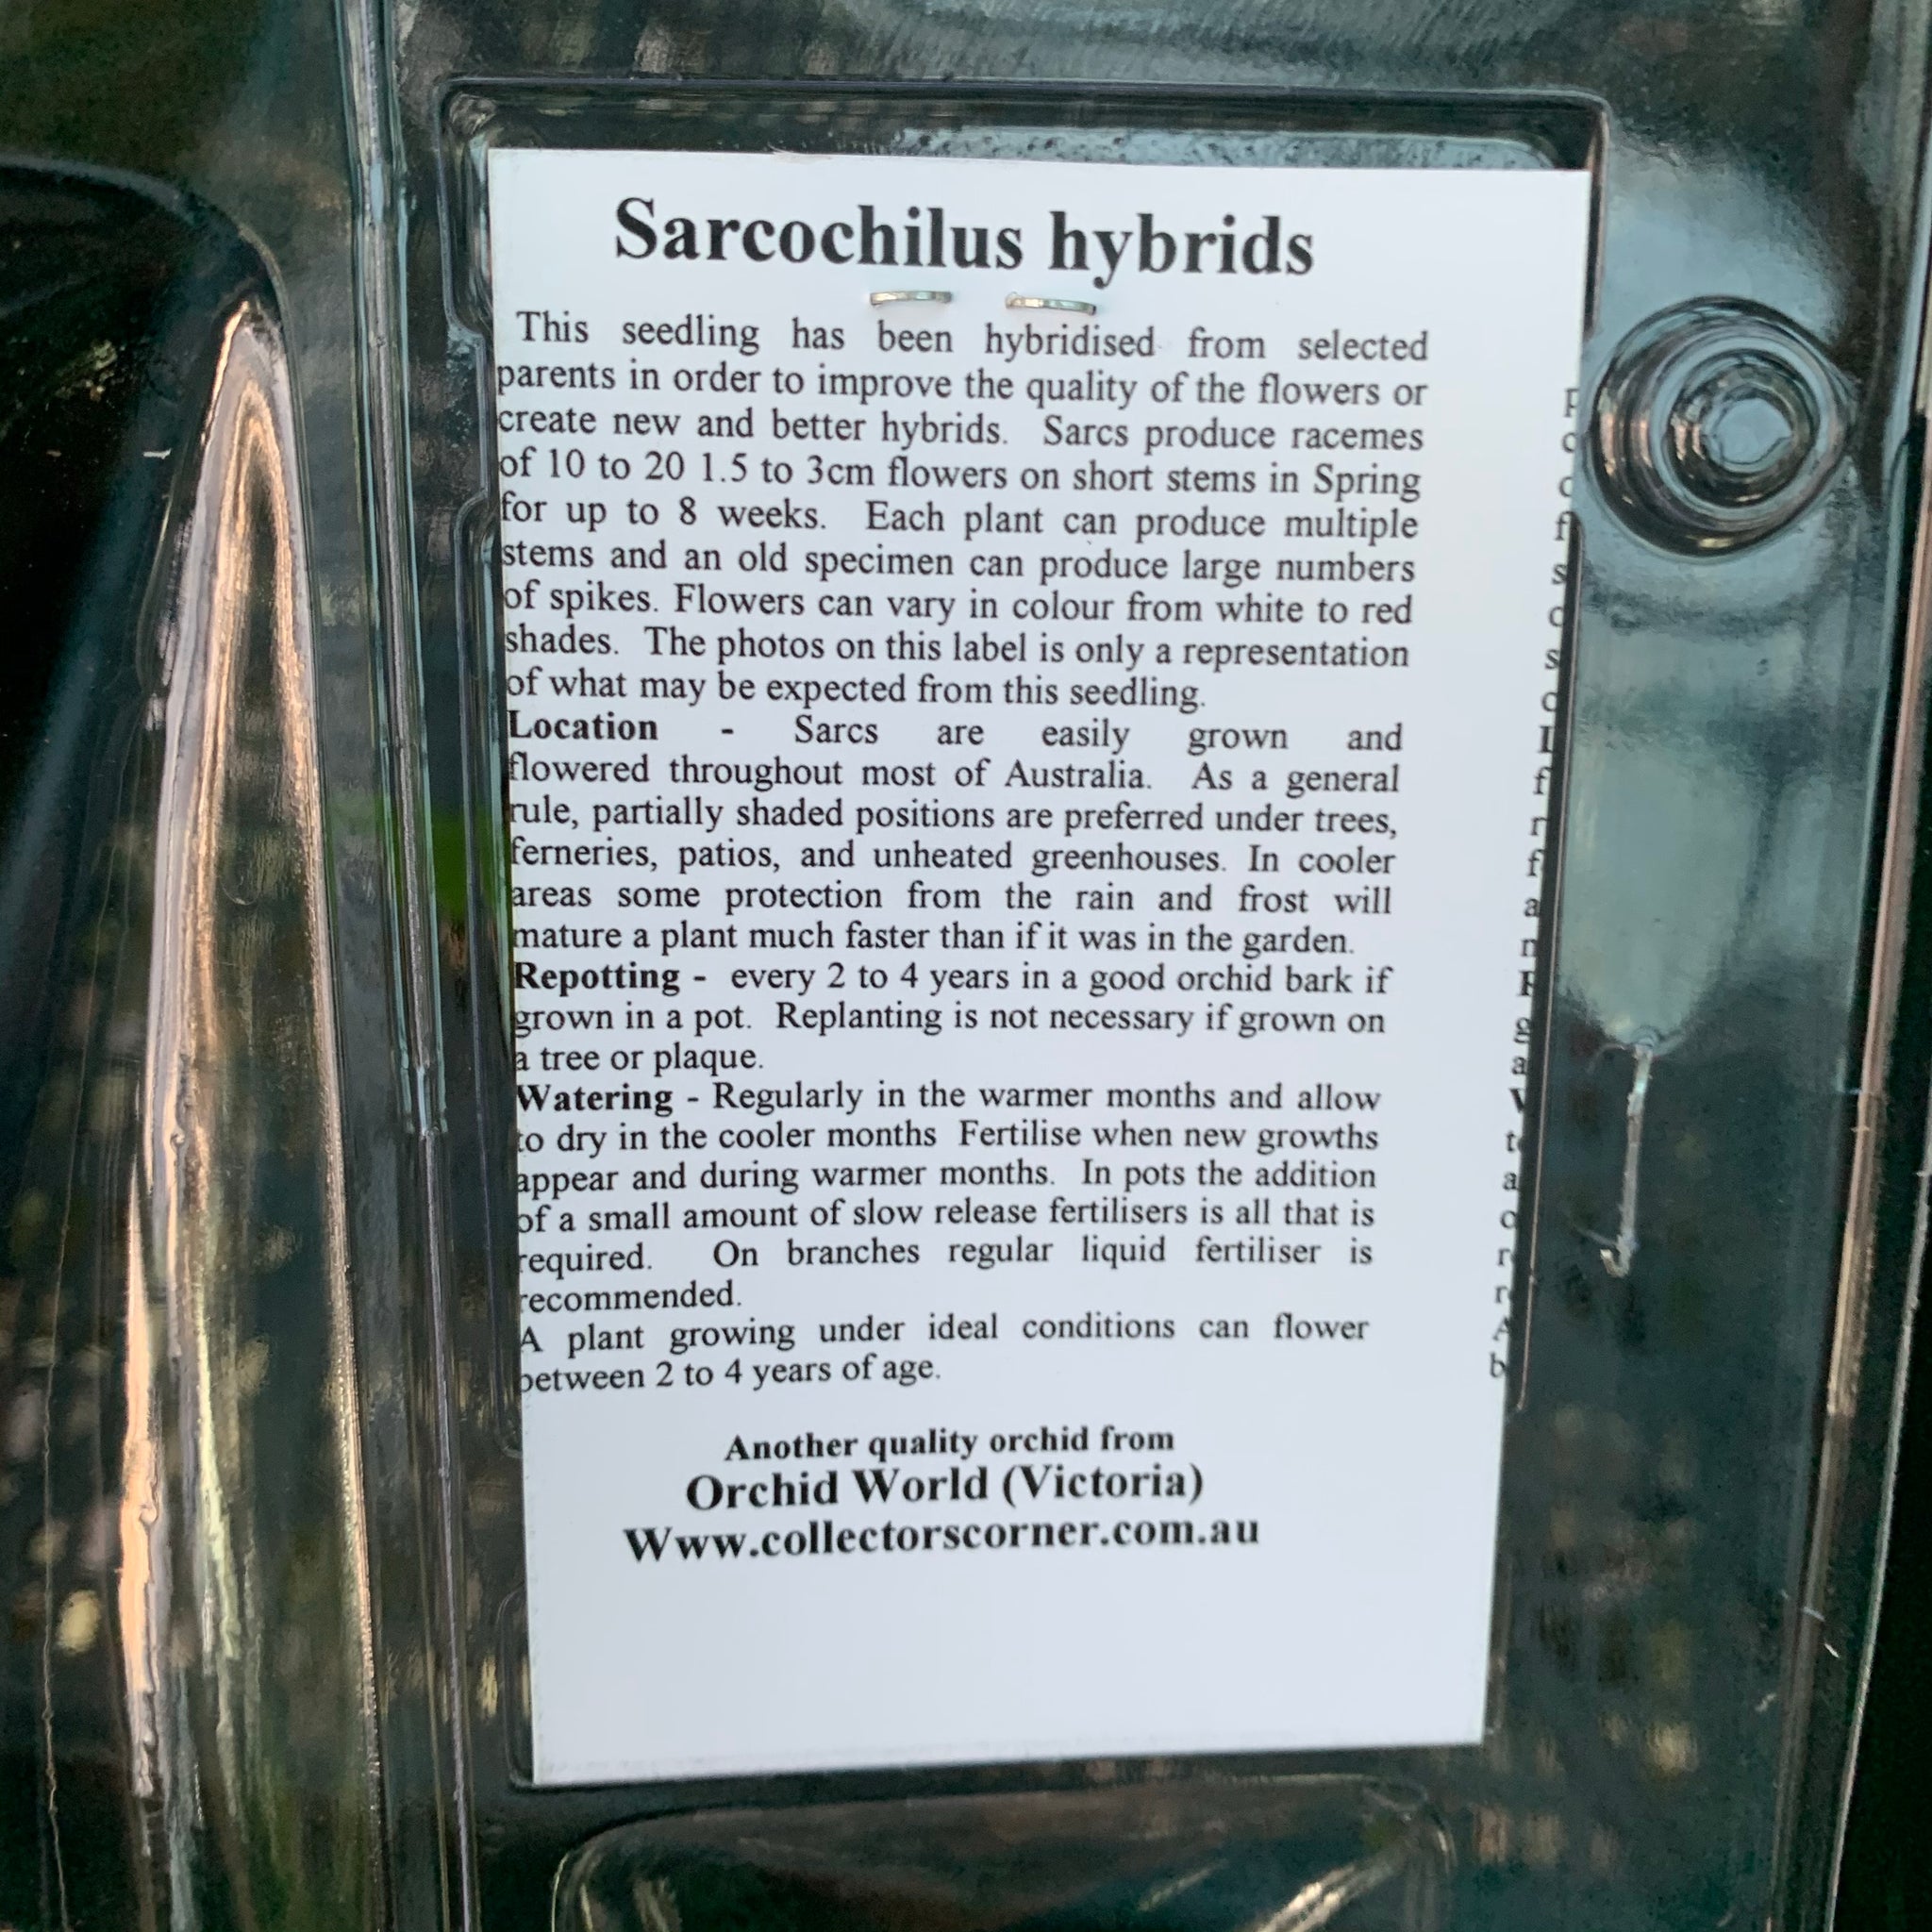 Sarcochilus hybrids
This seedling has been hybridised from selected
parents in order to improve the quality of the flowers or
create new and better hybrids. Sarcs produce racemes
of 10 to 20 1.5 to 3cm flowers on short stems in Spring
for up to 8 weeks. Each plant can produce multiple
stems and an old specimen can produce large numbers
of spikes. Flowers can vary in colour from white to red
shades. The photos on this label is only a representation
of what may be expected from this seedling.
Location - Sarcs are easily grown and
flowered throughout most of Australia. As a general
rule, partially shaded positions are preferred under trees,
ferneries, patios, and unheated greenhouses. In cooler
areas some protection from the rain and frost will
mature a plant much faster than if it was in the garden.
Repotting - every 2 to 4 years in a good orchid bark if
grown in a pot. Replanting is not necessary if grown on
a tree or plaque.
Watering - Regularly in the warmer months and allow
to dry in the cooler months Fertilise when new growths
appear and during warmer months. In pots the addition
of a small amount of slow release fertilisers is all that is
required. On branches regular liquid fertiliser is
recommended.
A plant growing under ideal conditions can flower
between 2 to 4 years of age.
Another quality orchid from
Orchid World (Victoria)
Www.collectorscorner.com.au